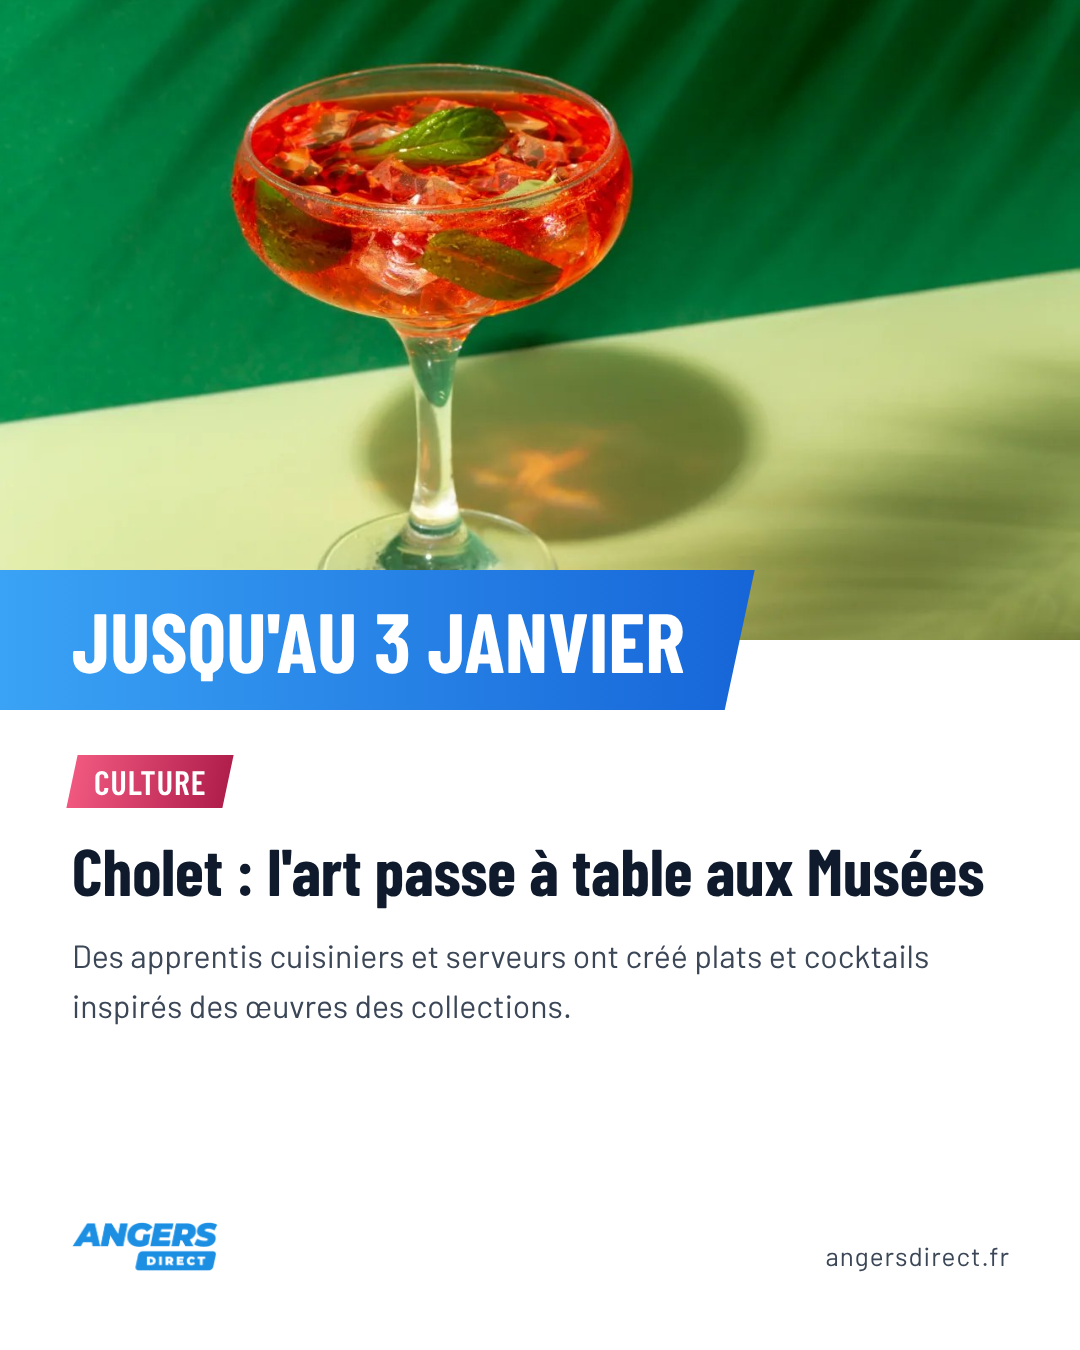 JUSQU'AU 3 JANVIER
CULTURE
Cholet : l'art passe à table aux Musées
Des apprentis cuisiniers et serveurs ont créé plats et cocktails
inspirés des œuvres des collections.
ANGERS
DIRECT
angersdirect.fr